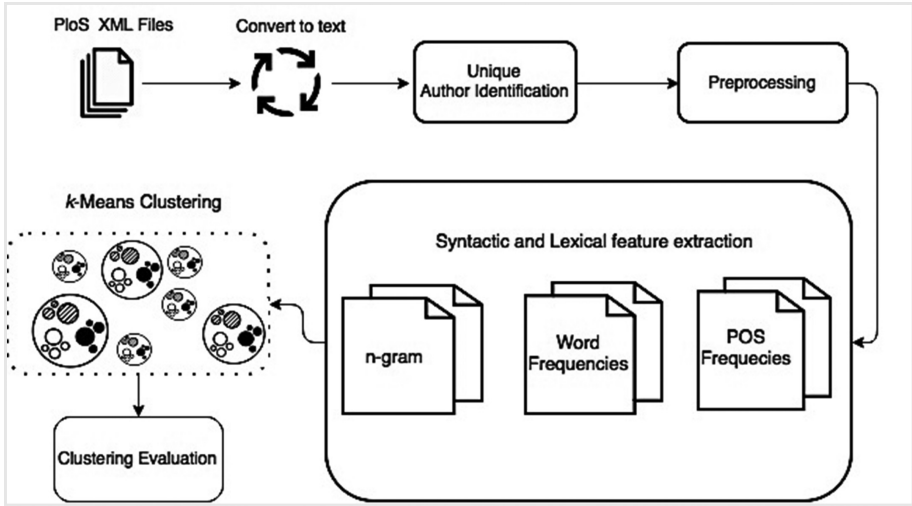 PloS XML Files
Convert to text
Unique
Author Identification
Preprocessing
k-Means Clustering
Syntactic and Lexical feature extraction
n-gram
Word
Frequencies
POS
Frequecies
Clustering Evaluation